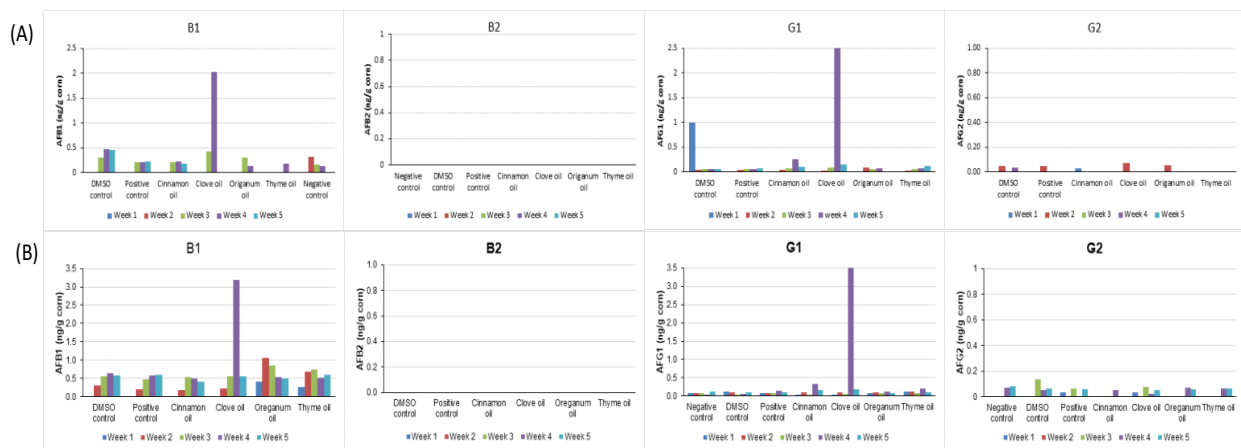 (A)
B1
AFB1 (ng/g corn)
2.5
2
1.5
1
0.5
0
DMSO control
Positive control
Cinnamon oil
Clove oil
Origanum oil
Thyme oil
Negative control
Week 1 Week 2 Week 3 Week 4 Week 5
B2
AFB2 (ng/g corn)
1
0.8
0.6
0.4
0.2
0
Negative control
DMSO control
Positive control
Cinnamon oil
Clove oil
Origanum oil
Thyme oil
Week 1 Week 2 Week 3 Week 4 Week 5
G1
AFG1 (ng/g corn)
2.5
2
1.5
1
0.5
0
DMSO control
Positive control
Cinnamon oil
Clove oil
Origanum oil
Thyme oil
Week 1 Week 2 Week 3 week 4 Week 5
G2
AFG2 (ng/g corn)
1.00
0.80
0.60
0.40
0.20
0.00
DMSO control
Positive control
Cinnamon oil
Clove oil
Origanum oil
Thyme oil
Week 1 Week 2 Week 3 Week 4 Week 5
(B)
B1
AFB1 (ng/g corn)
3.5
3.0
2.5
2.0
1.5
1.0
0.5
0.0
DMSO control
Positive control
Cinnamon oil
Clove oil
Oreganum oil
Thyme oil
Week 1 Week 2 Week 3 Week 4 Week 5
B2
AFB2 (ng/g corn)
1.0
0.8
0.6
0.4
0.2
0.0
DMSO control
Positive control
Cinnamon oil
Clove oil
Oreganum oil
Thyme oil
Week 1 Week 2 Week 3 Week 4 Week 5
G1
AFG1 (ng/g corn)
3.5
3.0
2.5
2.0
1.5
1.0
0.5
0.0
Negative control
DMSO control
Positive control
Cinnamon oil
Clove oil
Oreganum oil
Thyme oil
Week 1 Week 2 Week 3 Week 4 Week 5
G2
AFG2 (ng/g corn)
1
0.8
0.6
0.4
0.2
0
Negative control
DMSO control
Positive control
Cinnamon oil
Clove oil
Oreganum oil
Thyme oil
Week 1 Week 2 Week 3 Week 4 Week 5